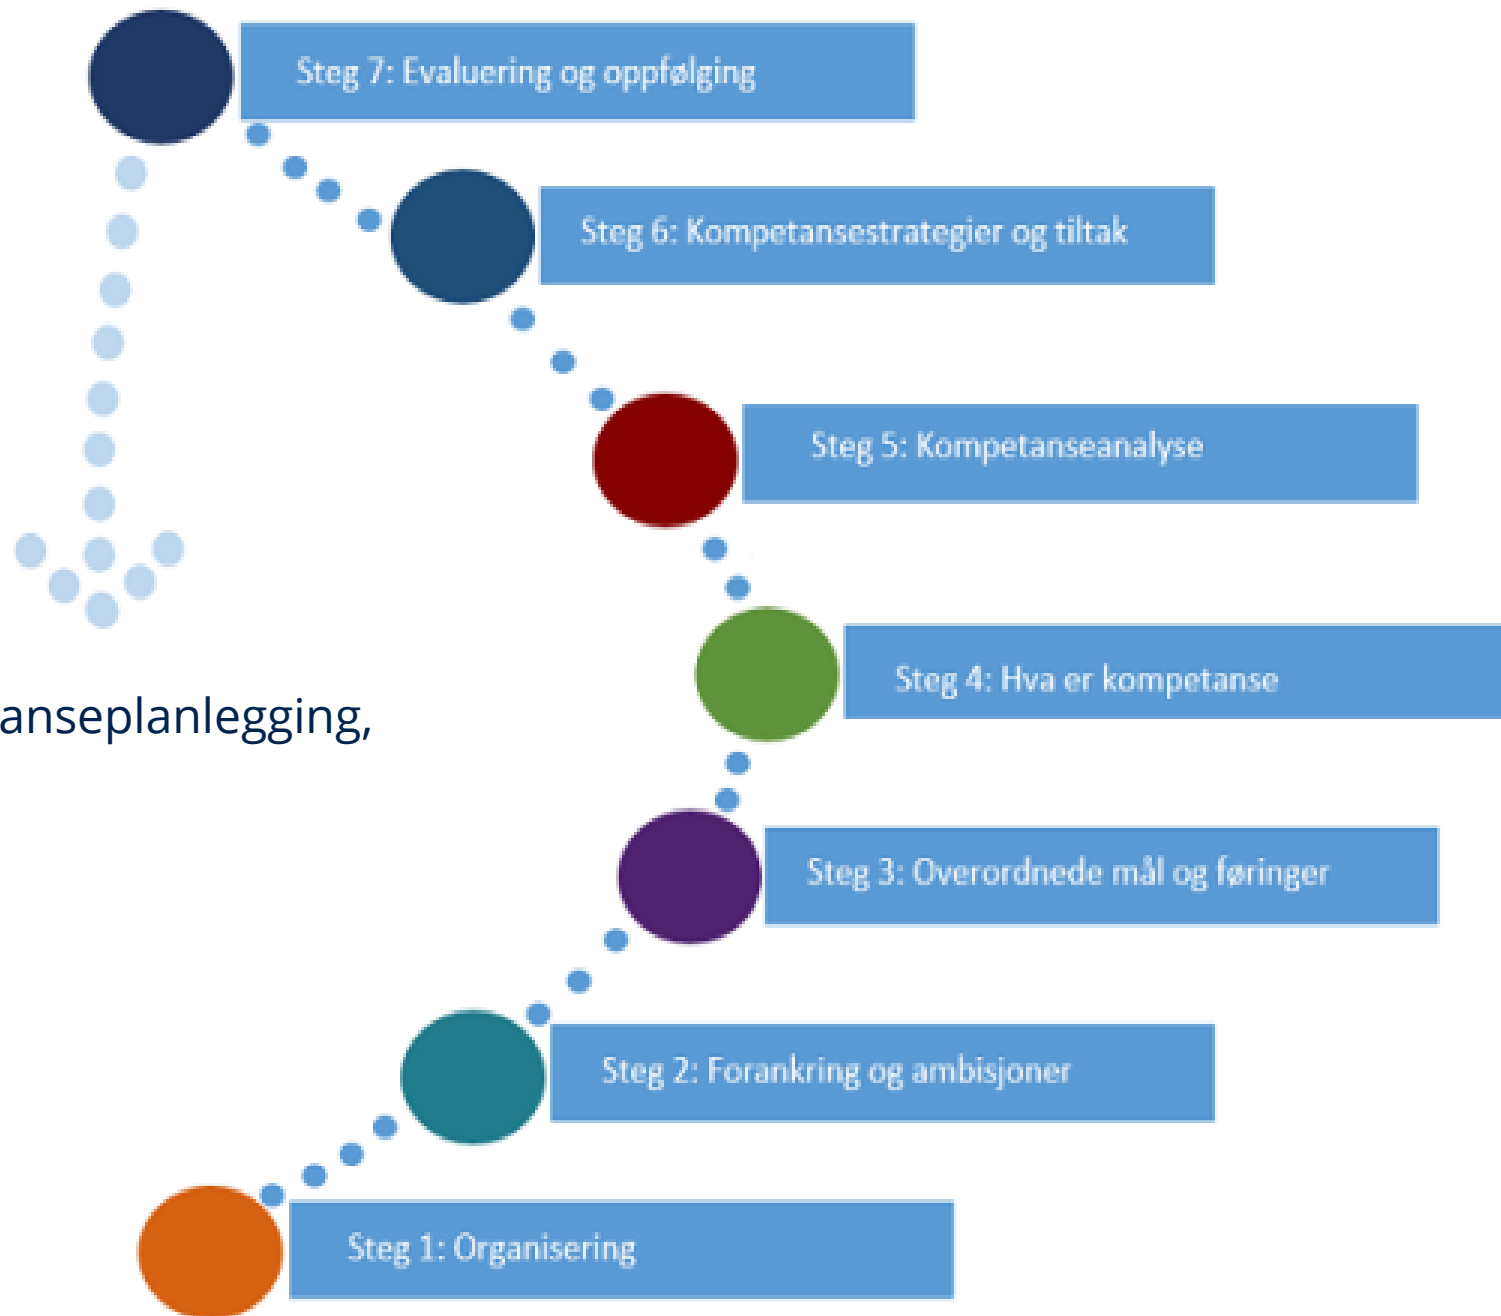 Steg 7: Evaluering og oppfølging
Steg 6: Kompetansestrategier og tiltak
Steg 5: Kompetanseanalyse
Steg 4: Hva er kompetanse
anseplanlegging,
Steg 3: Overordnede mål og føringer
Steg 2: Forankring og ambisjoner
Steg 1: Organisering